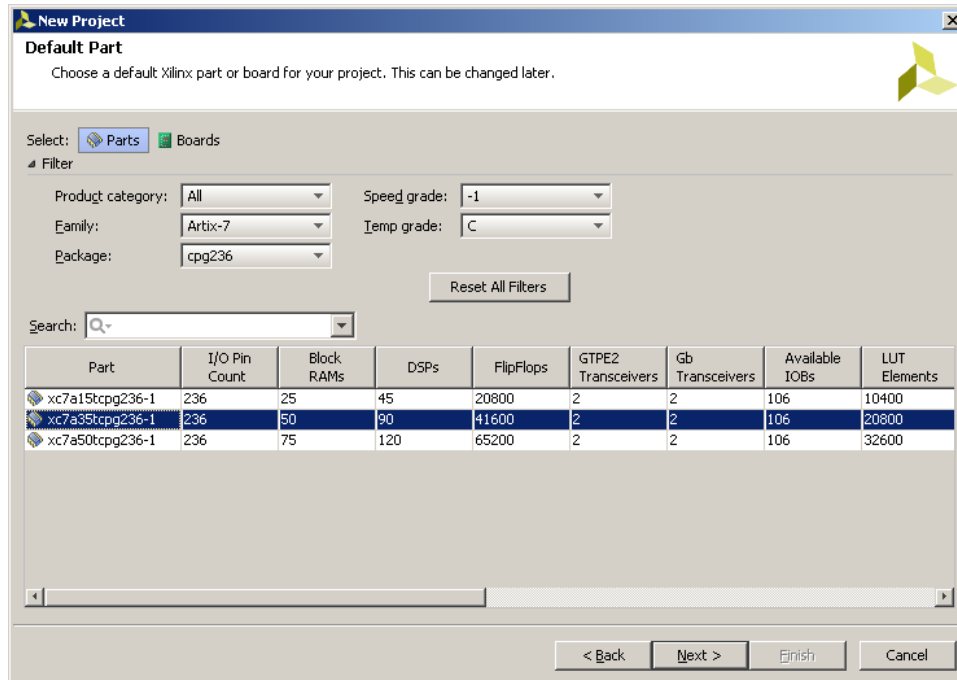 New Project
Default Part
Choose a default Xilinx part or board for your project. This can be changed later.
Select: Parts Boards
Filter
Product category: All Speed grade: -1
Family: Artix-7 Temp grade: C
Package: cpg236
Reset All Filters
Search:
Part I/O Pin Count Block RAMs DSPs FlipFlops GTPE2 Transceivers Gb Transceivers Available IOBs LUT Elements
xc7a15tcpg236-1 236 25 45 20800 2 2 106 10400
xc7a35tcpg236-1 236 50 90 41600 2 2 106 20800
xc7a50tcpg236-1 236 75 120 65200 2 2 106 32600
< Back Next > Finish Cancel